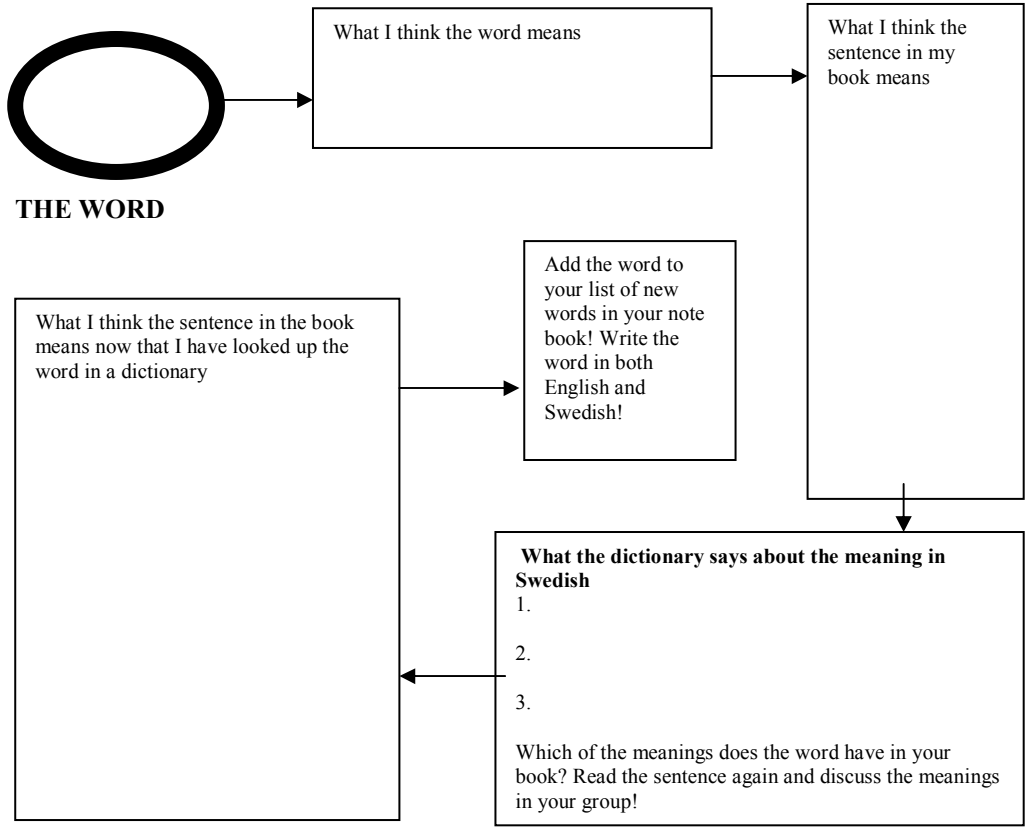 THE WORD
What I think the word means
What I think the
sentence in my
book means
What the dictionary says about the meaning in
Swedish
1.
2.
3.
Which of the meanings does the word have in your
book? Read the sentence again and discuss the meanings
in your group!
What I think the sentence in the book
means now that I have looked up the
word in a dictionary
Add the word to
your list of new
words in your note
book! Write the
word in both
English and
Swedish!